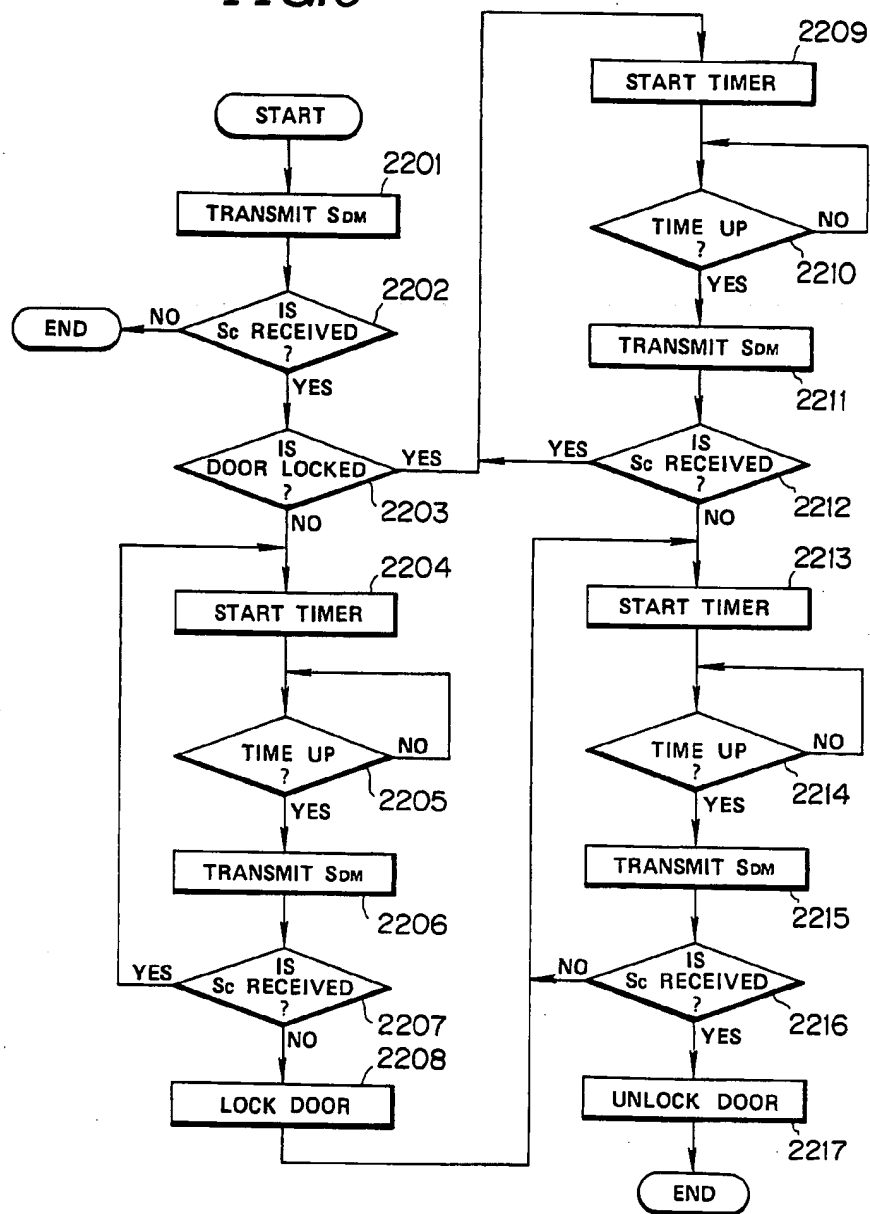 START
2201
TRANSMIT SDM
2202
IS
Sc RECEIVED
?
NO
END
YES
IS
DOOR LOCKED
?
YES
2203
NO
2204
START TIMER
TIME UP
?
NO
2205
YES
TRANSMIT SDM
2206
IS
Sc RECEIVED
?
YES
2207
NO
2208
LOCK DOOR
2209
START TIMER
TIME UP
?
NO
2210
YES
TRANSMIT SDM
2211
IS
Sc RECEIVED
?
YES
2212
NO
2213
START TIMER
TIME UP
?
NO
2214
YES
TRANSMIT SDM
2215
IS
Sc RECEIVED
?
NO
2216
YES
UNLOCK DOOR
2217
END